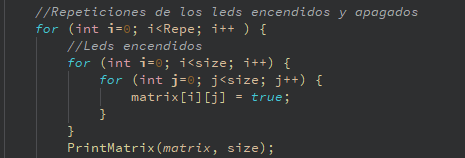 //Repeticiones de los leds encendidos y apagados
for (int i=0; i<Repe; i++ ) {
//Leds encendidos
for (int i=0; i<size; i++) {
for (int j=0; j<size; j++) {
matrix[i][j] = true;
}
}
PrintMatrix(matrix, size);